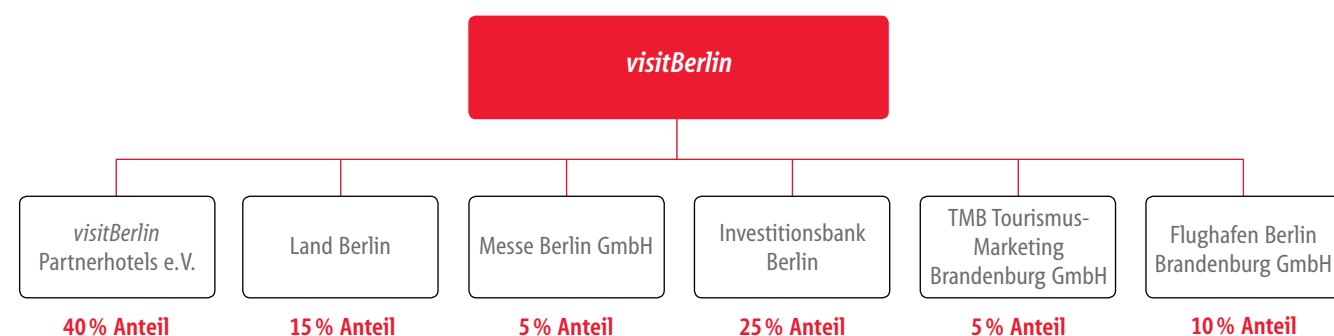 visitBerlin
visitBerlin
Partnerhotels e.V.
Land Berlin
Messe Berlin GmbH
Investitionsbank
Berlin
TMB Tourismus-
Marketing
Brandenburg GmbH
Flughafen Berlin
Brandenburg GmbH
40 % Anteil
15 % Anteil
5 % Anteil
25 % Anteil
5 % Anteil
10 % Anteil